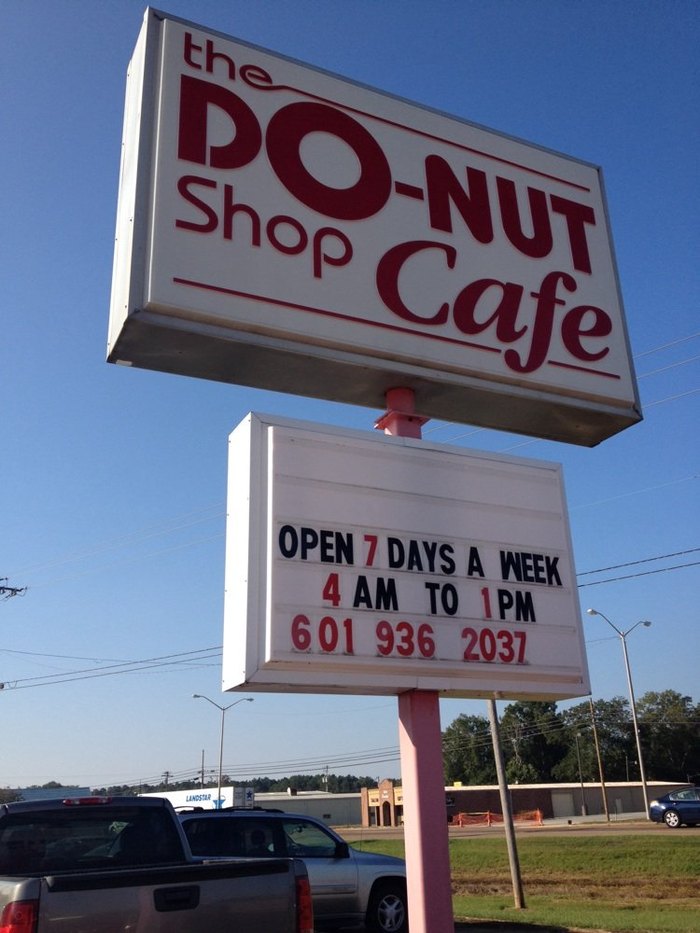 the
DO-NUT
Shop Cafe
OPEN 7 DAYS A WEEK
4 AM TO 1 PM
601 936 2037
LANDSTAR